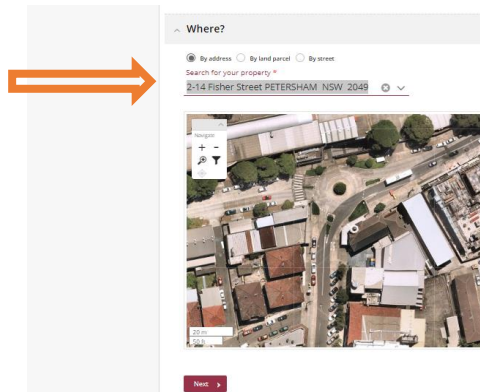 Where?
By address By land parcel By street
Search for your property *
2-14 Fisher Street PETERSHAM NSW 2049
Navigate
20 m
50 ft
Next